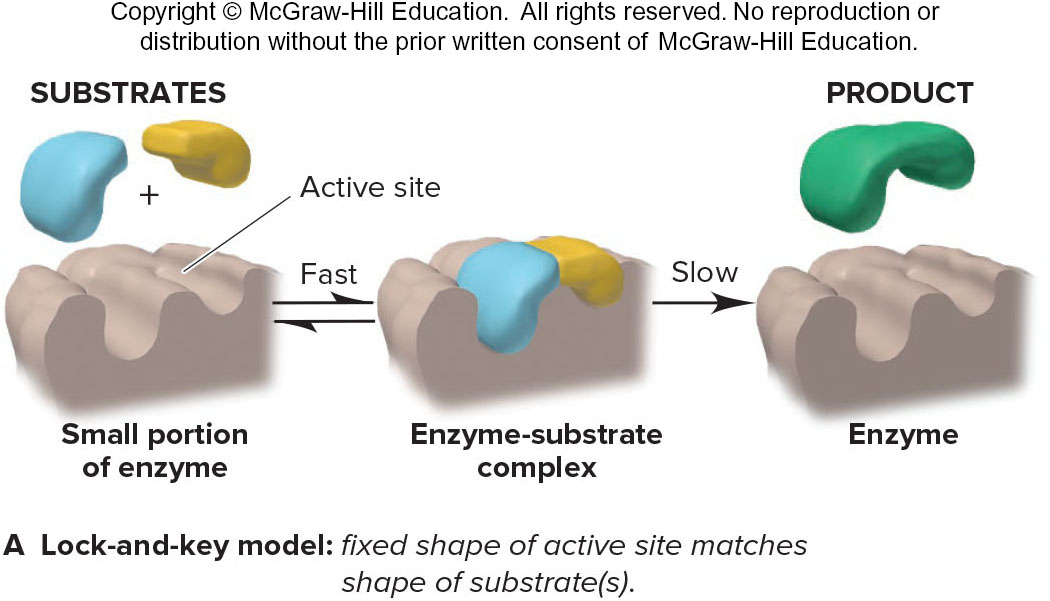 Copyright © McGraw-Hill Education. All rights reserved. No reproduction or
distribution without the prior written consent of McGraw-Hill Education.
SUBSTRATES
PRODUCT
+
Active site
Fast
Slow
Small portion
of enzyme
Enzyme-substrate
complex
Enzyme
A Lock-and-key model: fixed shape of active site matches
shape of substrate(s).